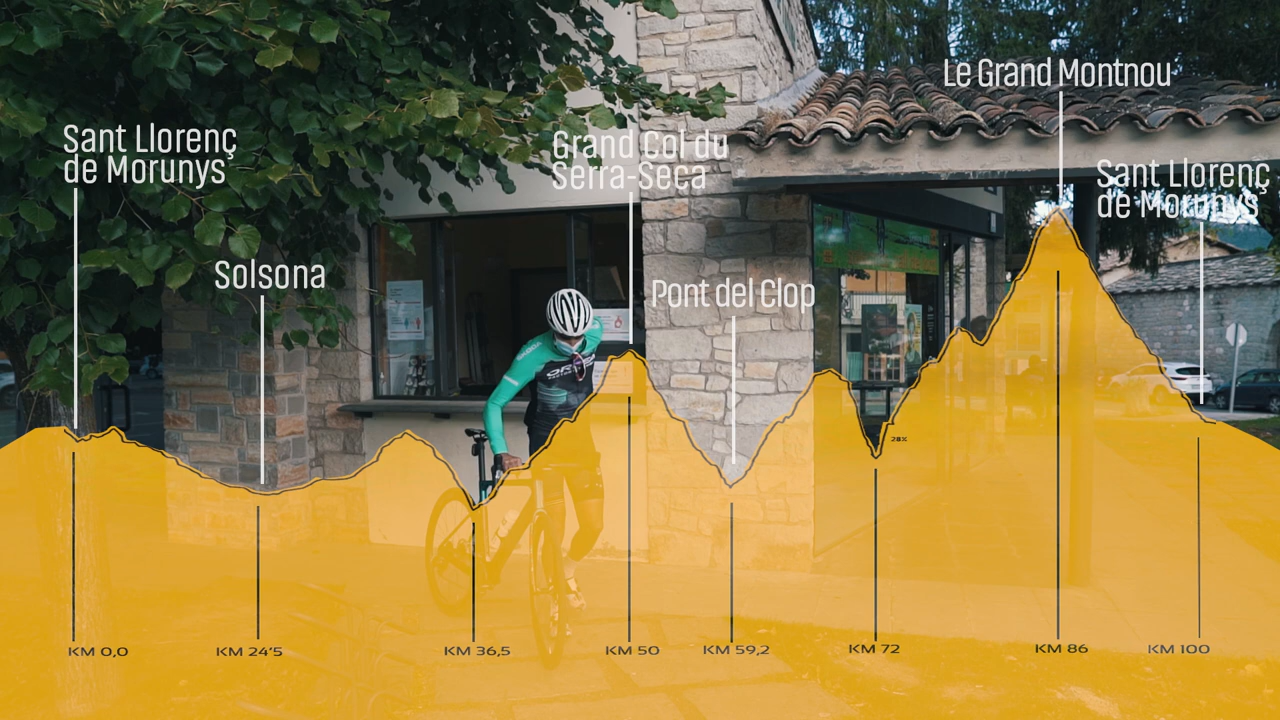 Le Grand Montnou
Sant Llorenç
de Morunys
Grand Col du
Serra-Seca
Sant Llorenç
de Morunys
Solsona
Pont del Clop
28%
KM 0,0
KM 24'5
KM 36,5
KM 50
KM 59,2
KM 72
KM 86
KM 100